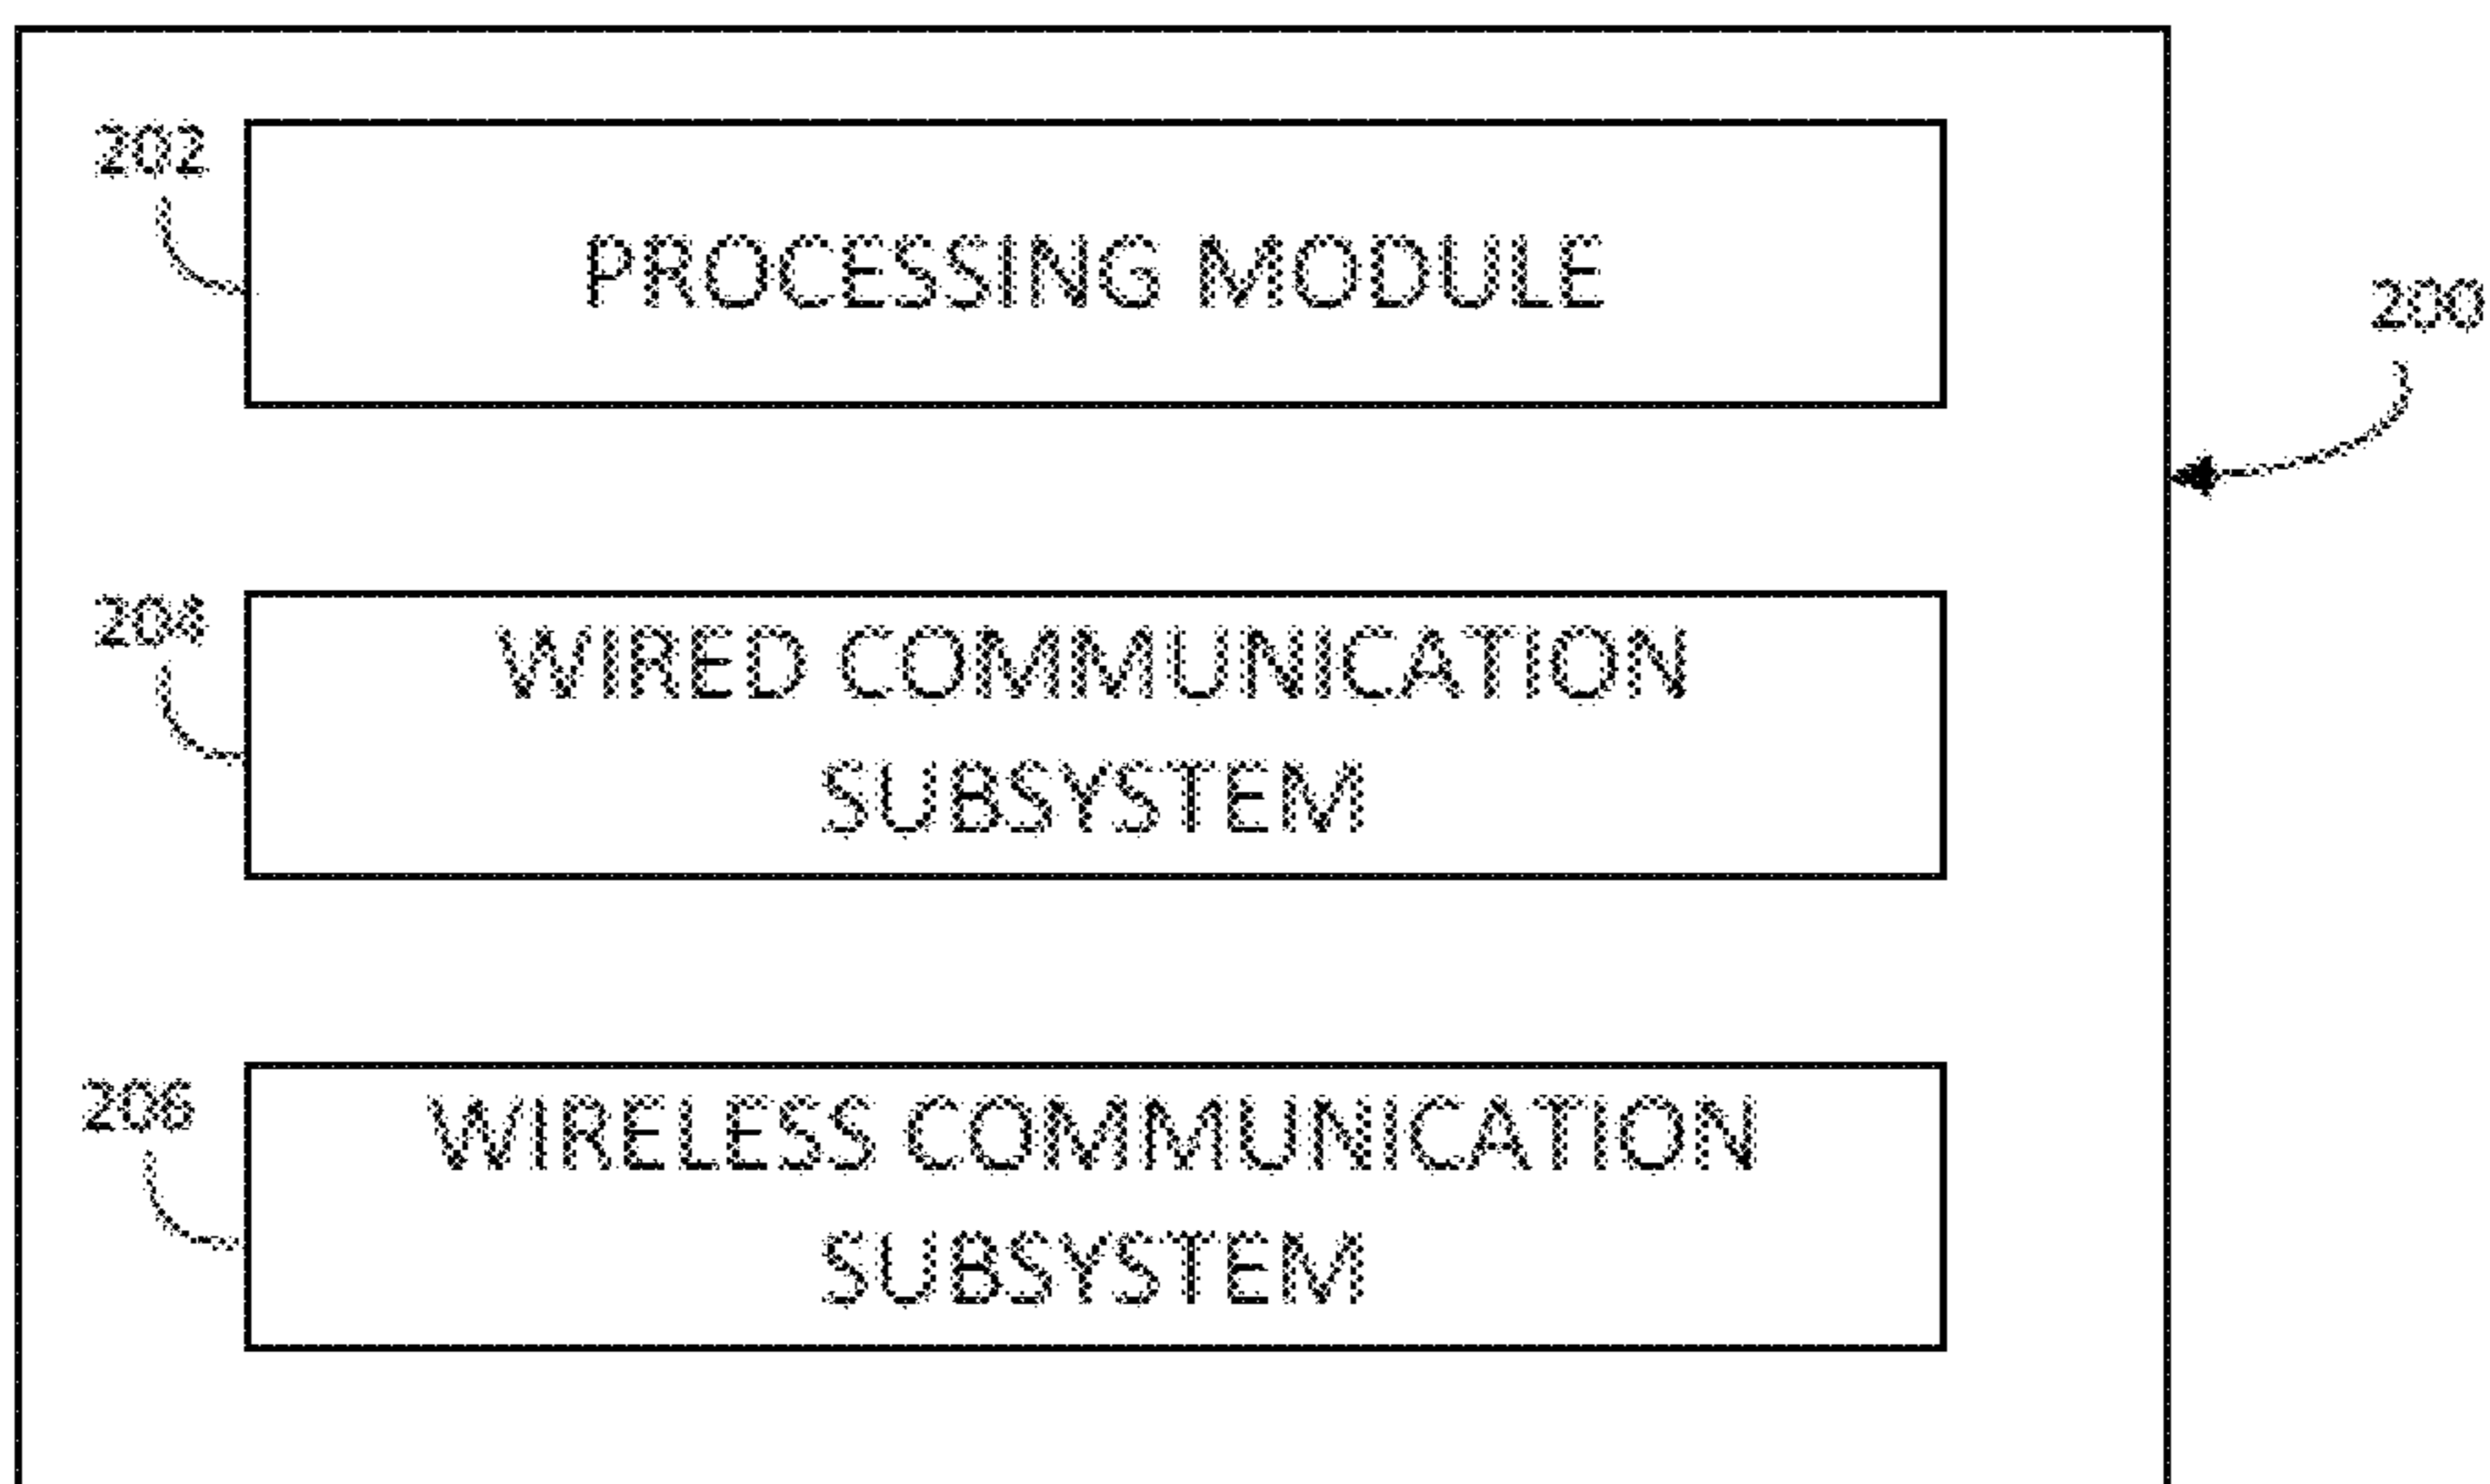 202
PROCESSING MODULE
200
204
WIRED COMMUNICATION
SUBSYSTEM
206
WIRELESS COMMUNICATION
SUBSYSTEM